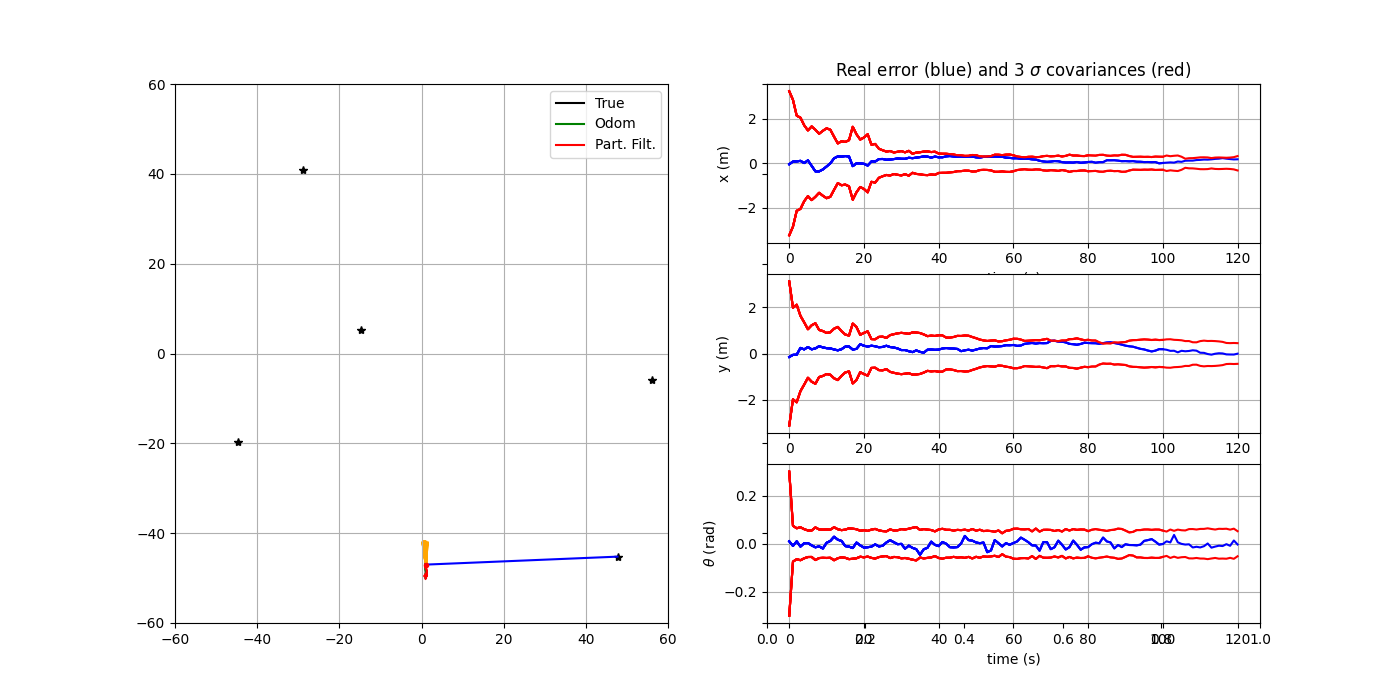 Real error (blue) and 3 σ covariances (red)
60
40
20
0
−20
−40
−60
−60 −40 −20 0 20 40 60
True
Odom
Part. Filt.
x (m)
2
0
−2
0 20 40 60 80 100 120
y (m)
2
0
−2
0 20 40 60 80 100 120
θ (rad)
0.2
0.0
−0.2
0 20 40 60 80 100 120
0.0 0.2 0.4 0.6 0.8 1.0
time (s)